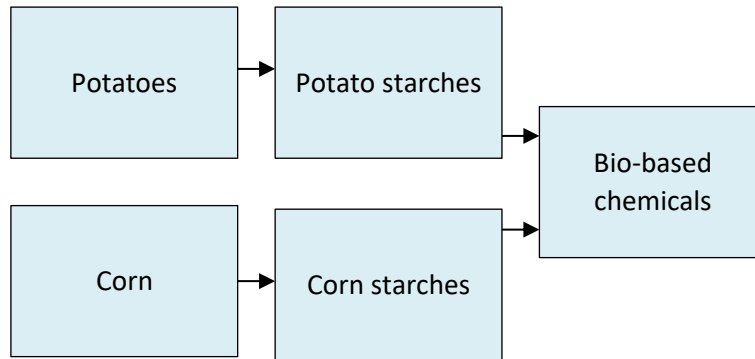 Potatoes
Potato starches
Bio-based
chemicals
Corn
Corn starches